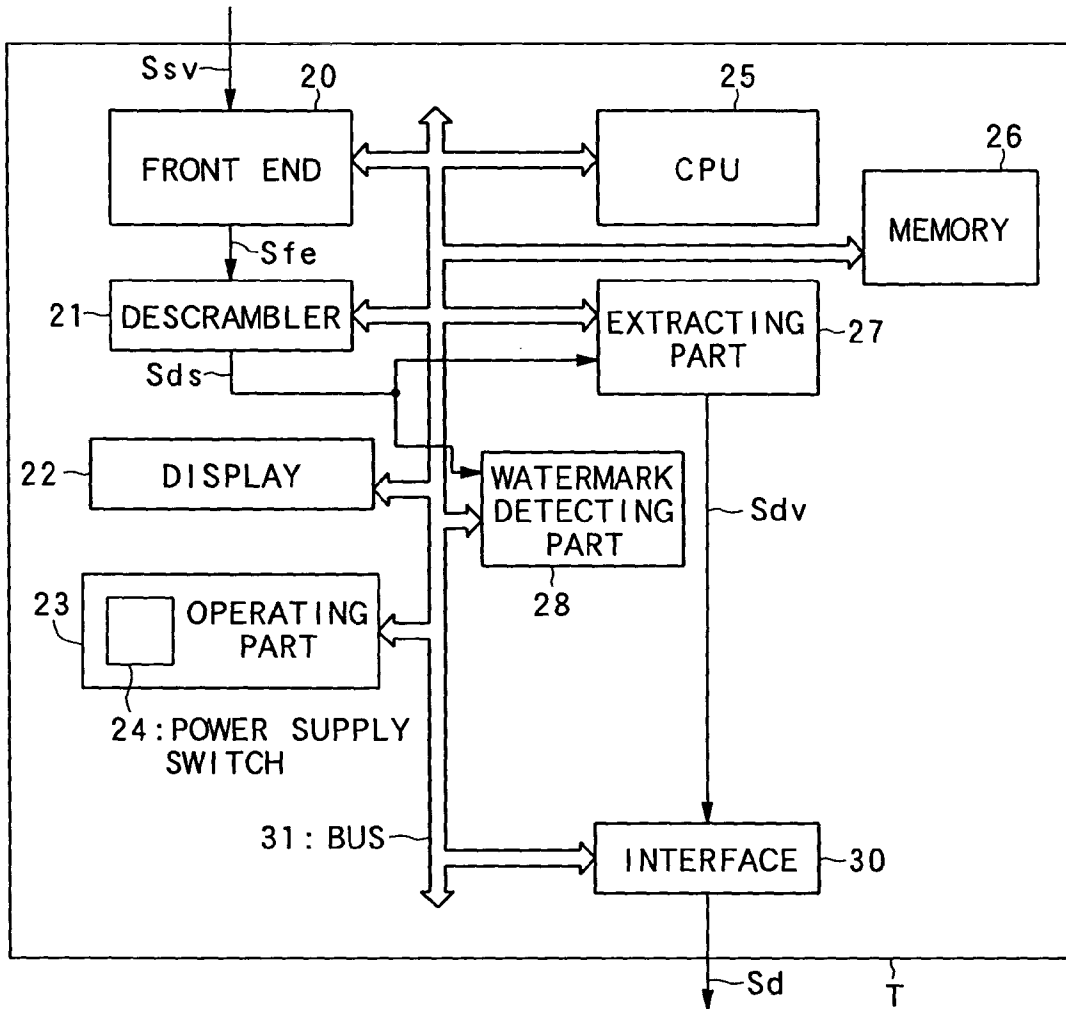 Ssv
20
FRONT END
25
CPU
26
MEMORY
Sfe
21
DESCRAMBLER
EXTRACTING
PART
27
Sds
22
DISPLAY
WATERMARK
DETECTING
PART
28
Sdv
23
OPERATING
PART
24:POWER SUPPLY
SWITCH
31: BUS
INTERFACE
30
Sd
T